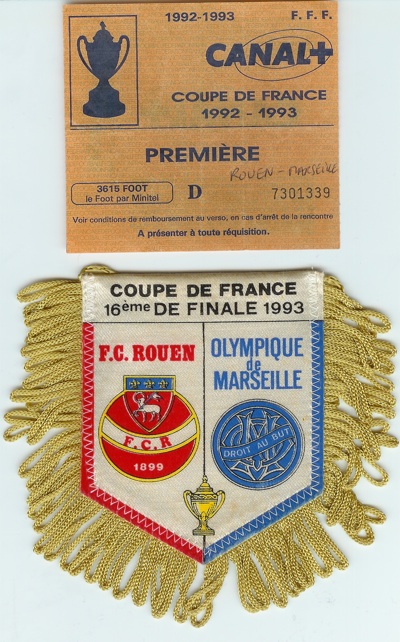 1992-1993 F. F. F.
CANAL+
COUPE DE FRANCE
1992 - 1993
PREMIÈRE
ROUEN - MARSEILLE
3615 FOOT
le Foot par Minitel
D 7301339
Voir conditions de remboursement au verso, en cas d'arrêt de la rencontre
A présenter à toute réquisition.
COUPE DE FRANCE
16ème DE FINALE 1993
F.C. ROUEN
OLYMPIQUE
de
MARSEILLE
F.C.R
1899
DROIT AU BUT